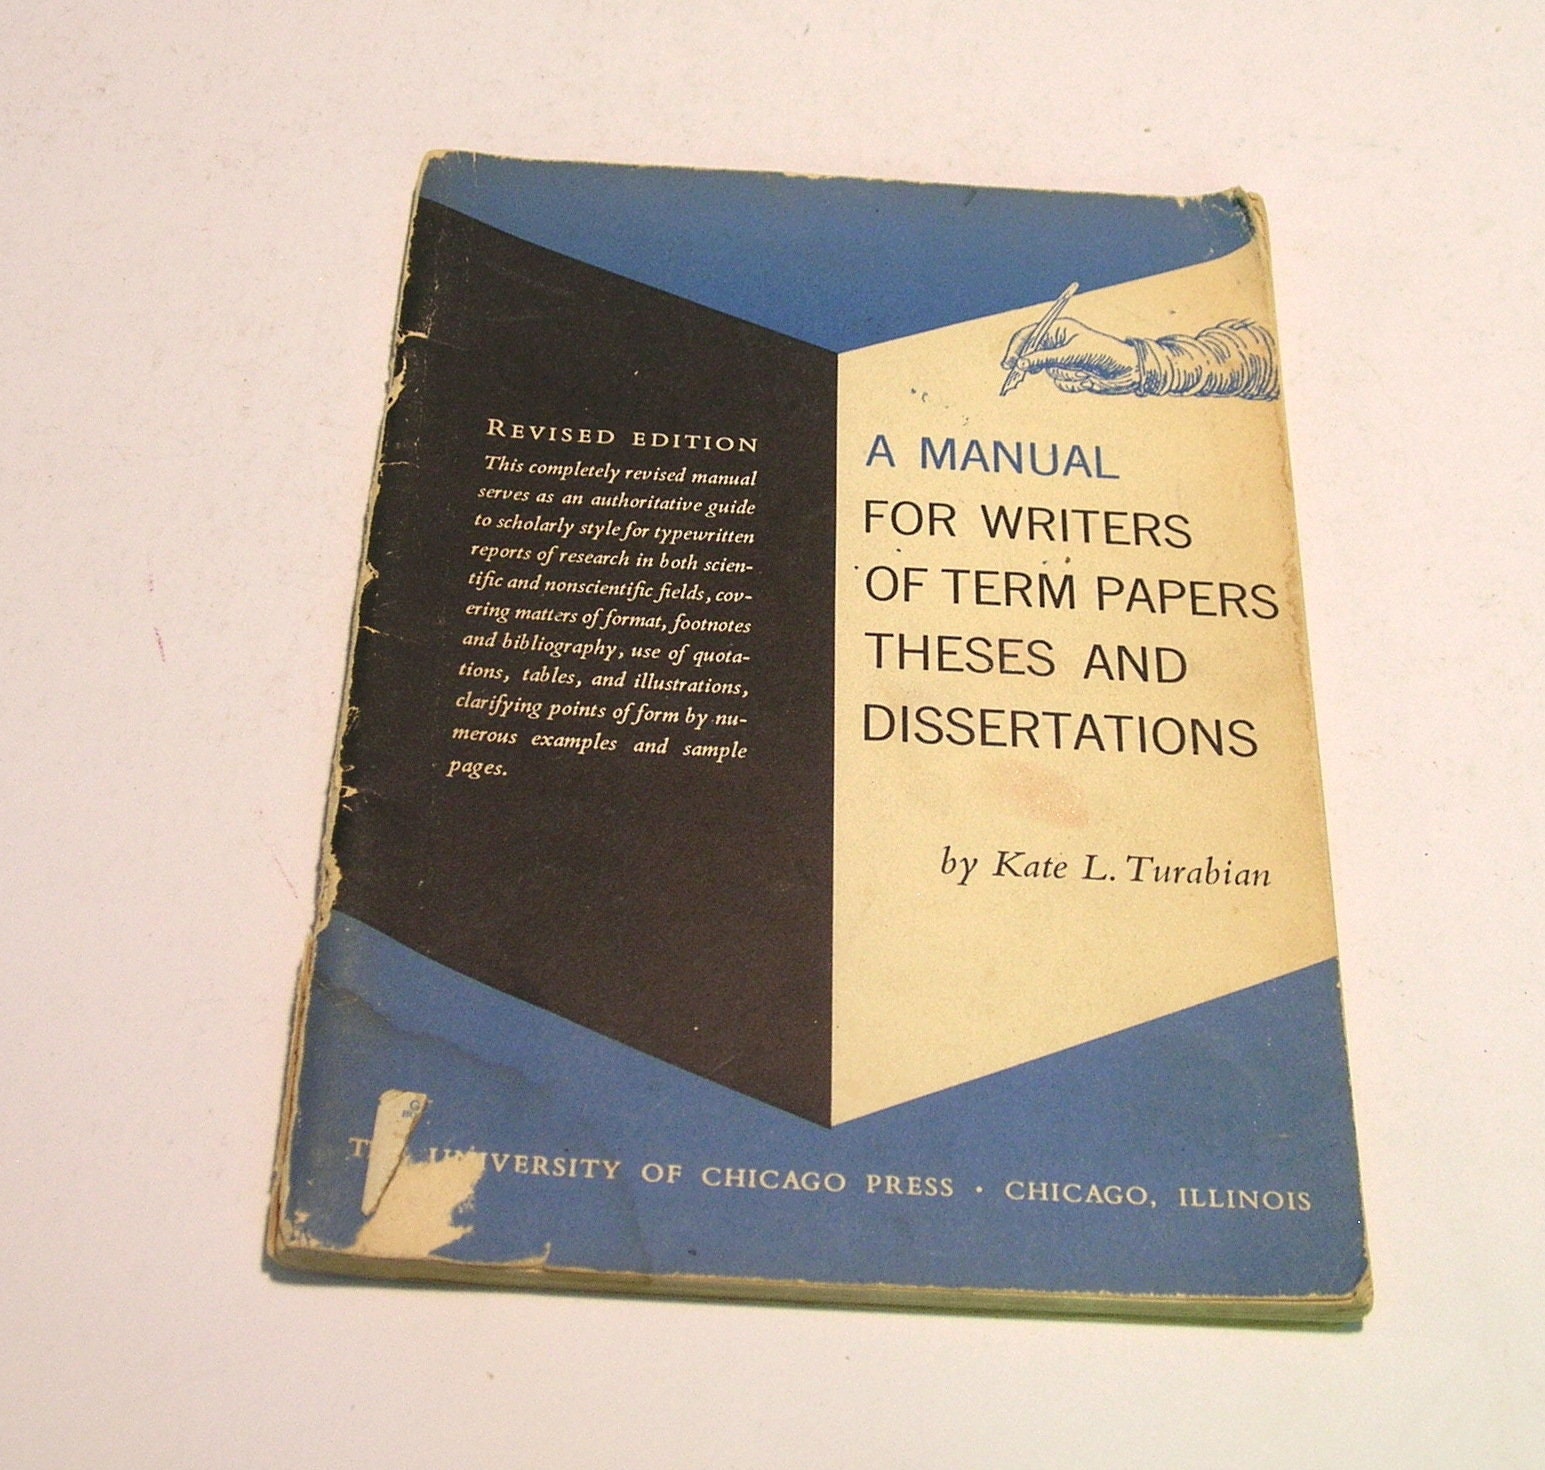 REVISED EDITION
This completely revised manual
serves as an authoritative guide
to scholarly style for typewritten
reports of research in both scien-
tific and nonscientific fields, cov-
ering matters of format, footnotes
and bibliography, use of quota-
tions, tables, and illustrations,
clarifying points of form by nu-
merous examples and sample
pages.
A MANUAL
FOR WRITERS
OF TERM PAPERS
THESES AND
DISSERTATIONS
by Kate L. Turabian
THE UNIVERSITY OF CHICAGO PRESS · CHICAGO, ILLINOIS